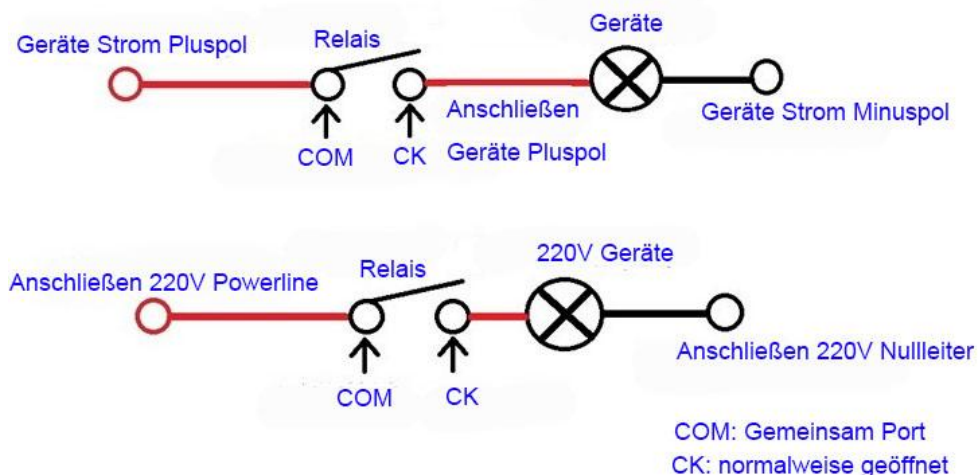 Geräte
Geräte Strom Pluspol
Relais
Anschließen
Geräte Pluspol
Geräte Strom Minuspol
COM
CK
220V Geräte
Relais
Anschließen 220V Powerline
Anschließen 220V Nullleiter
COM
CK
COM: Gemeinsam Port
CK: normalweise geöffnet